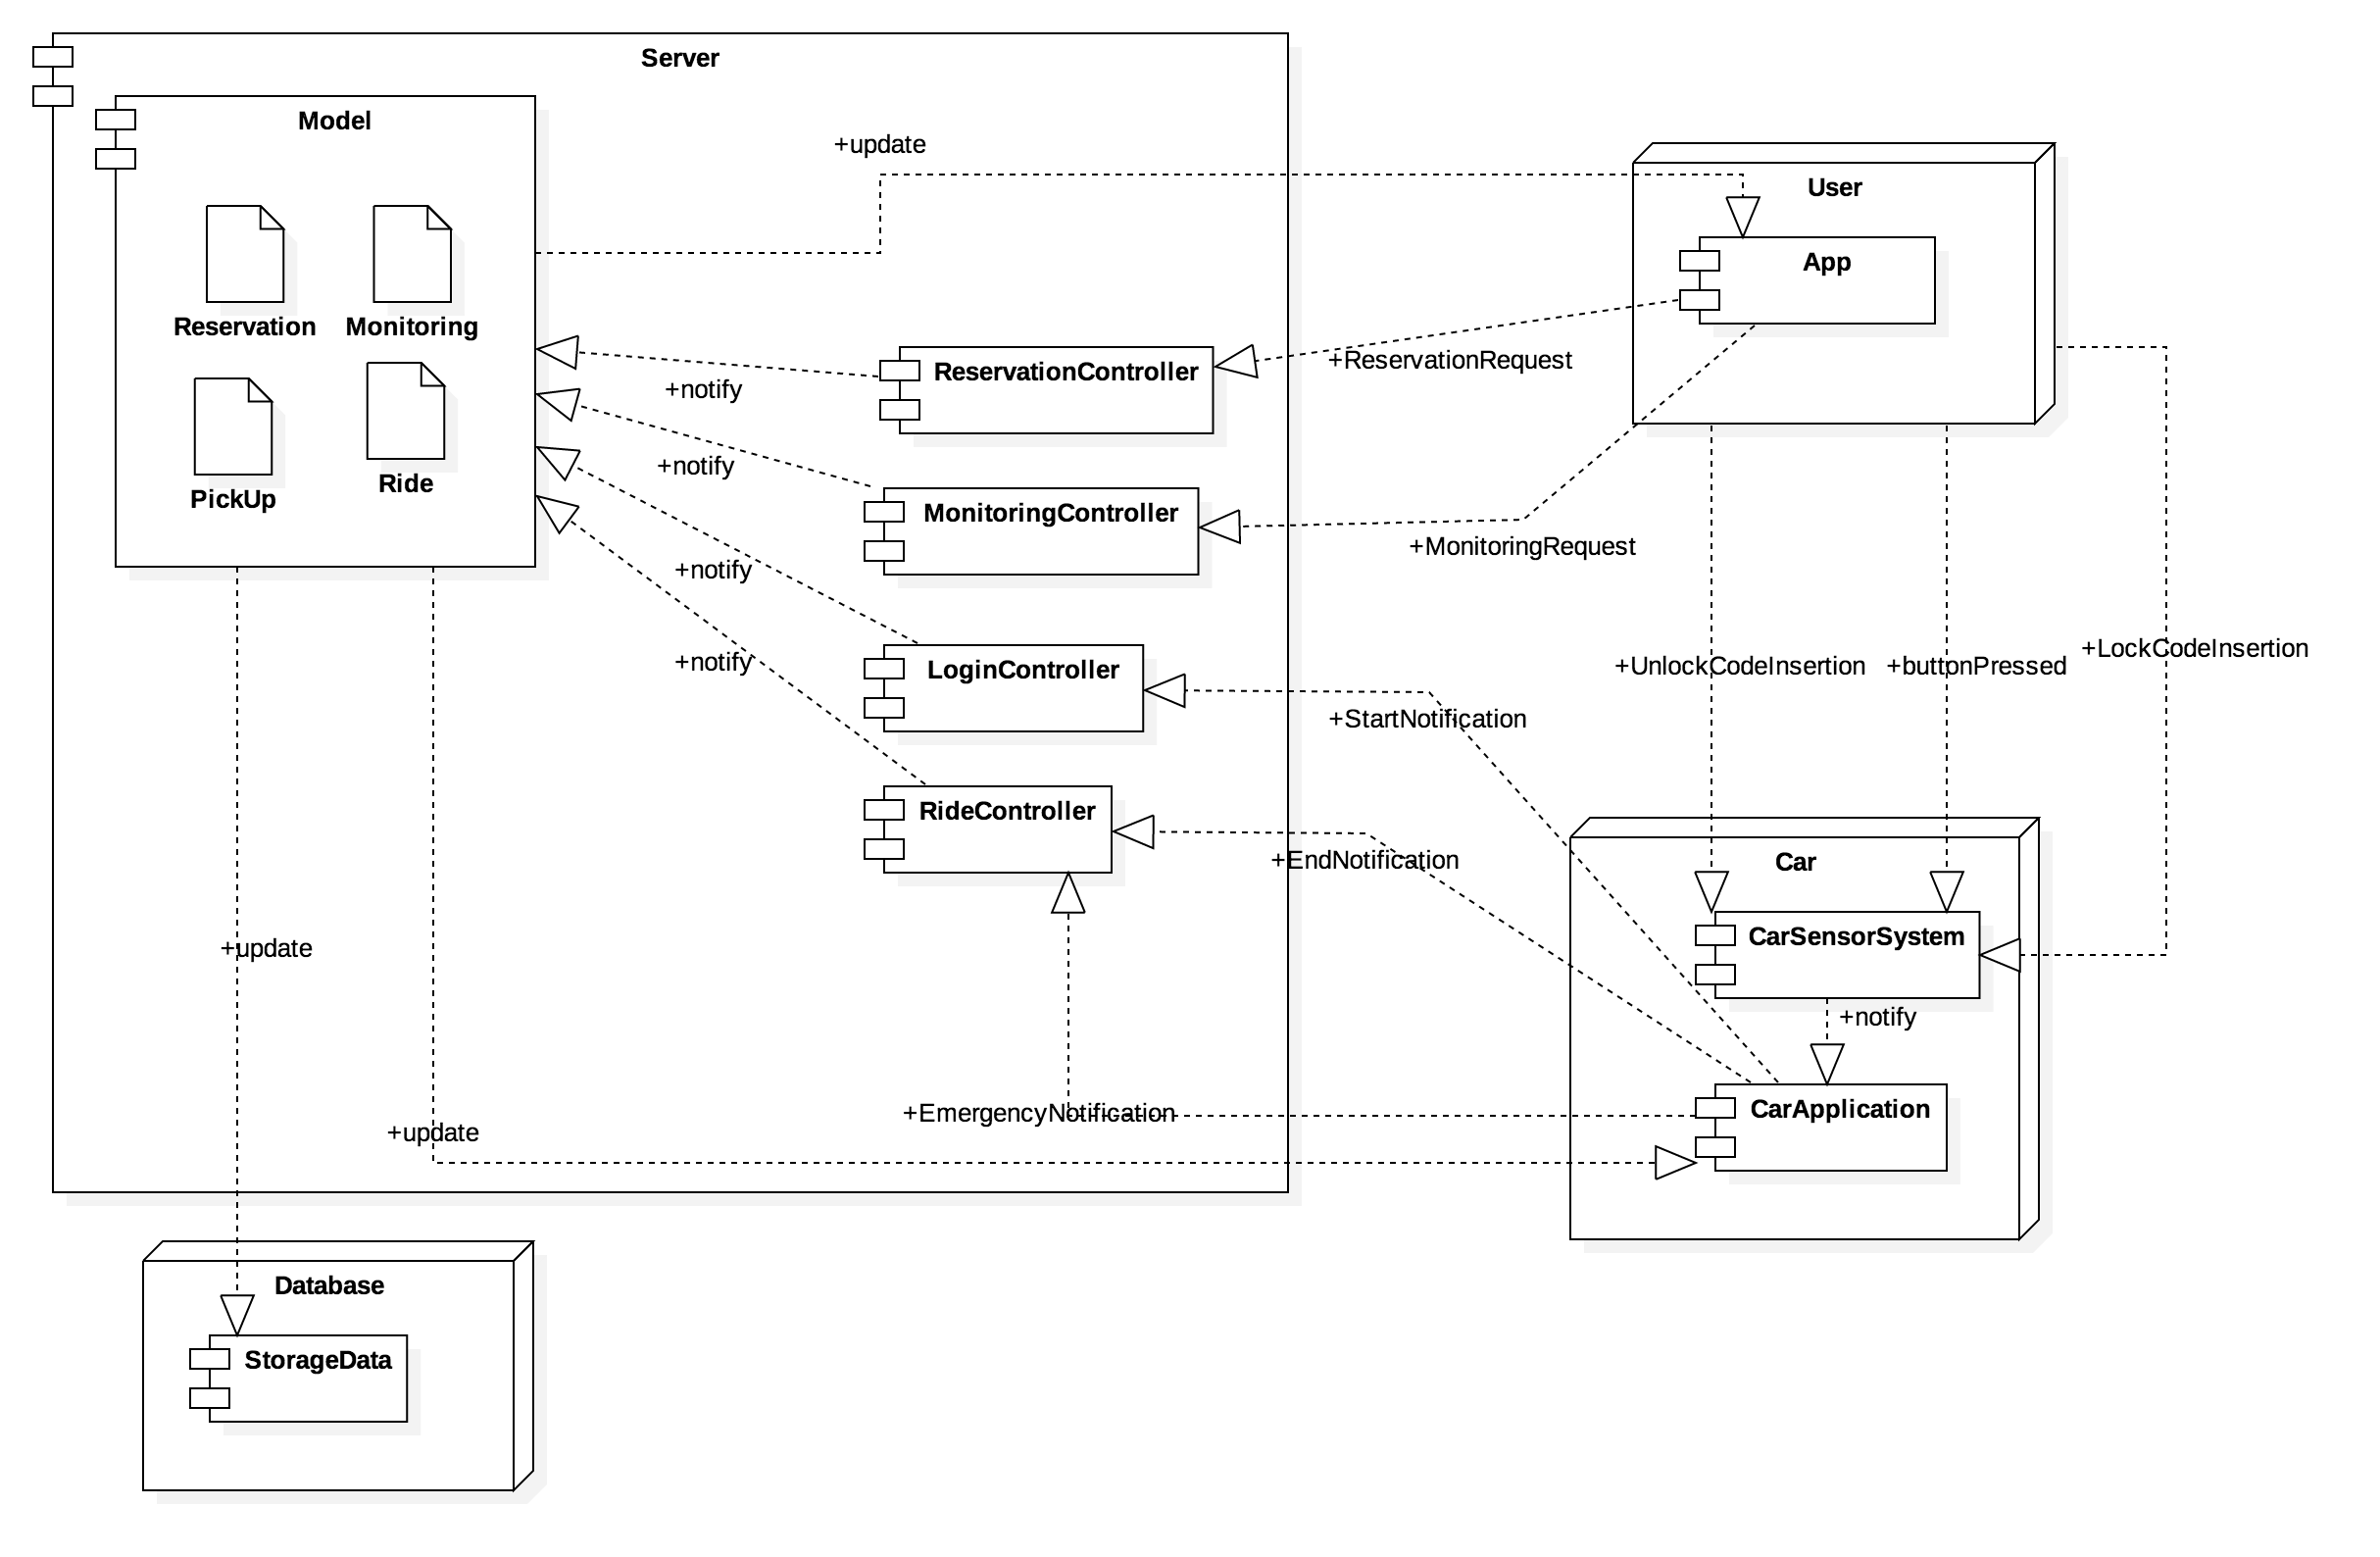 Server
Model
+update
User
App
Reservation
Monitoring
+ReservationRequest
ReservationController
+notify
+notify
Ride
PickUp
MonitoringController
+MonitoringRequest
+notify
+notify
LoginController
+UnlockCodeInsertion
+buttonPressed
+LockCodeInsertion
+StartNotification
RideController
+EndNotification
Car
CarSensorSystem
+update
+notify
+EmergencyNotification
CarApplication
+update
Database
StorageData